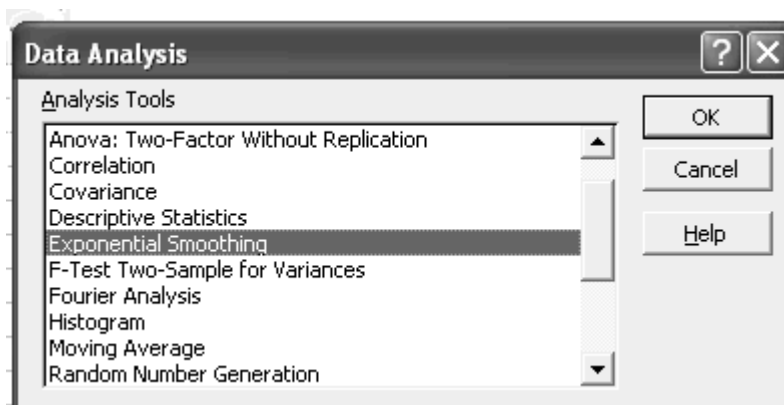 Data Analysis
Analysis Tools
Anova: Two-Factor Without Replication
Correlation
Covariance
Descriptive Statistics
Exponential Smoothing
F-Test Two-Sample for Variances
Fourier Analysis
Histogram
Moving Average
Random Number Generation
OK
Cancel
Help